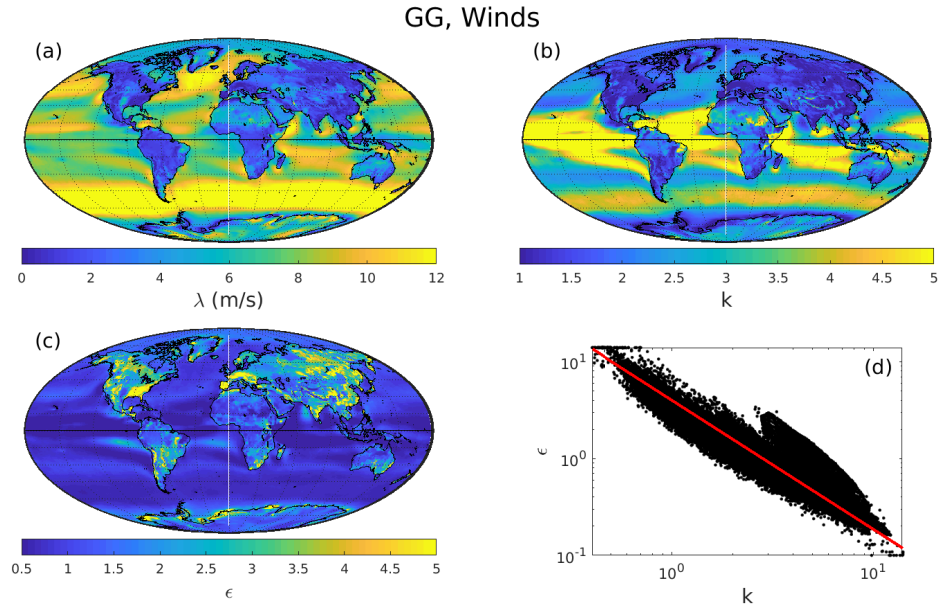 GG, Winds
(a)
(b)
0 2 4 6 8 10 12
λ (m/s)
1 1.5 2 2.5 3 3.5 4 4.5 5
k
(c)
0.5 1 1.5 2 2.5 3 3.5 4 4.5 5
ϵ
(d)
10¹
10⁰
10⁻¹
ϵ
10⁰ 10¹
k